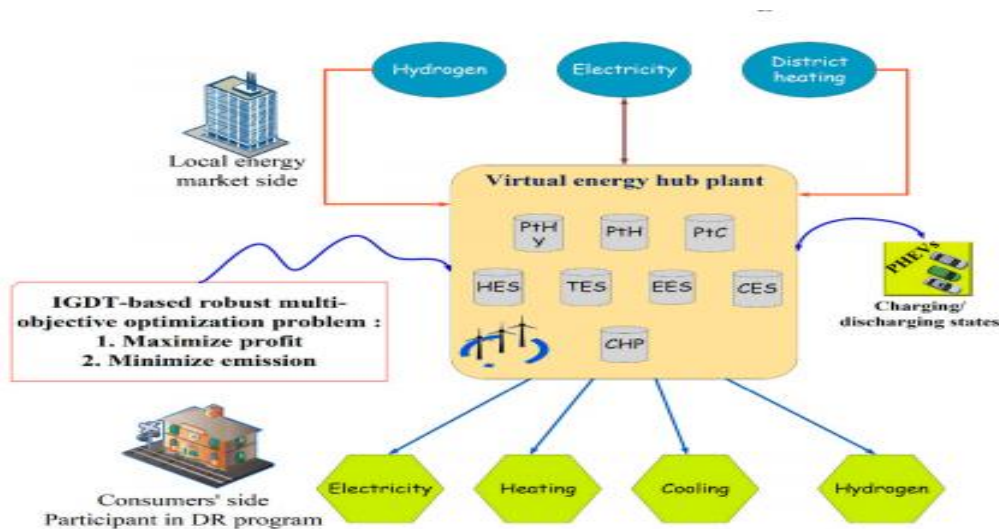 Hydrogen
Electricity
District
heating
Local energy
market side
Virtual energy hub plant
PtH
y
PtH
PtC
PHEVs
HES
TES
EES
CES
Charging/
discharging states
IGDT-based robust multi-
objective optimization problem :
1. Maximize profit
2. Minimize emission
CHP
Electricity
Heating
Cooling
Hydrogen
Consumers' side
Participant in DR program